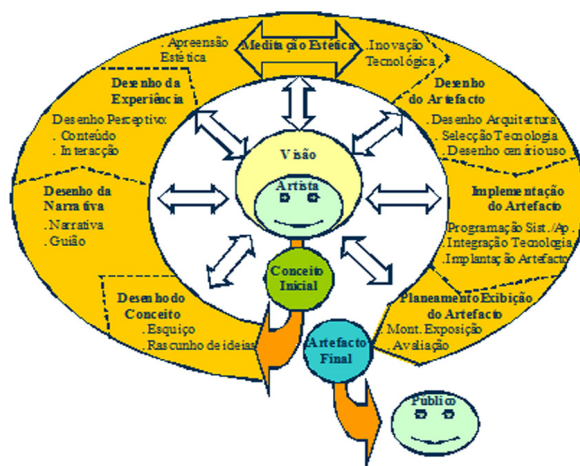 . Apreensão
Estética
Meditação Estética
. Inovação
Tecnológica
Desenho da
Experiência
Desenho Perceptivo:
. Conteúdo
. Interacção
Desenho da
Narrativa
. Narrativa
. Guião
Desenho do
Conceito
. Esquiço
. Rascunho de ideias
Visão
Artista
Conceito
Inicial
Desenho
do Artefacto
. Desenho Arquitectura
. Selecção Tecnologia
. Desenho cenário uso
Implementação
do Artefacto
Programação Sist./Ap.
. Integração Tecnologia
. Implantação Artefacto
Planeamento Exibição
do Artefacto
. Mont. Exposição
. Avaliação
Artefacto
Final
Público